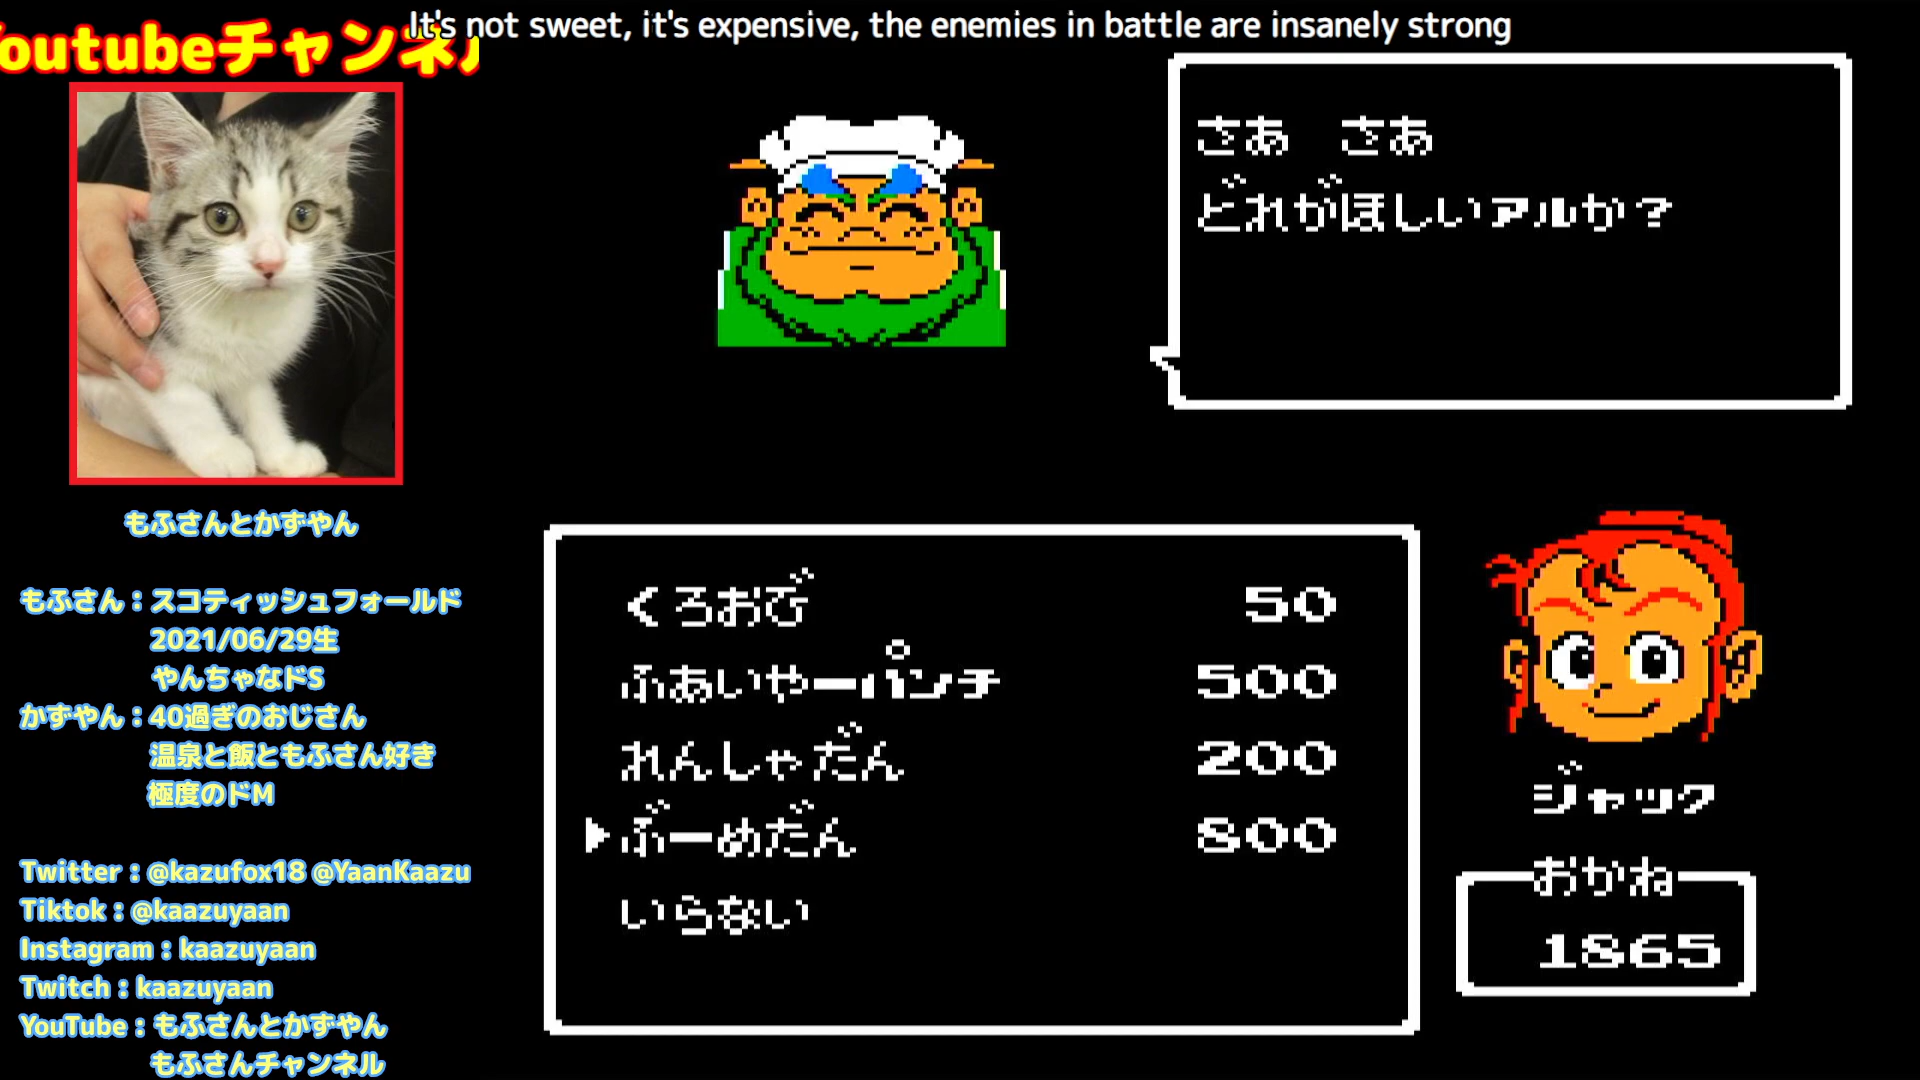 It's not sweet, it's expensive, the enemies in battle are insanely strong
Youtubeチャンネル
さあ さあ
どれがほしいアルか?
もふさんとかずやん
もふさん:スコティッシュフォールド
2021/06/29生
やんちゃなドS
かずやん:40過ぎのおじさん
温泉と飯ともふさん好き
極度のドM
Twitter:@kazufox18 @YaanKaazu
Tiktok:@kaazuyaan
Instagram:kaazuyaan
Twitch:kaazuyaan
YouTube:もふさんとかずやん
もふさんチャンネル
くろおび 50
ふあいやーパンチ 500
れんしゃだん 200
▶ぶーめだん 800
いらない
ジャック
おかね
1865